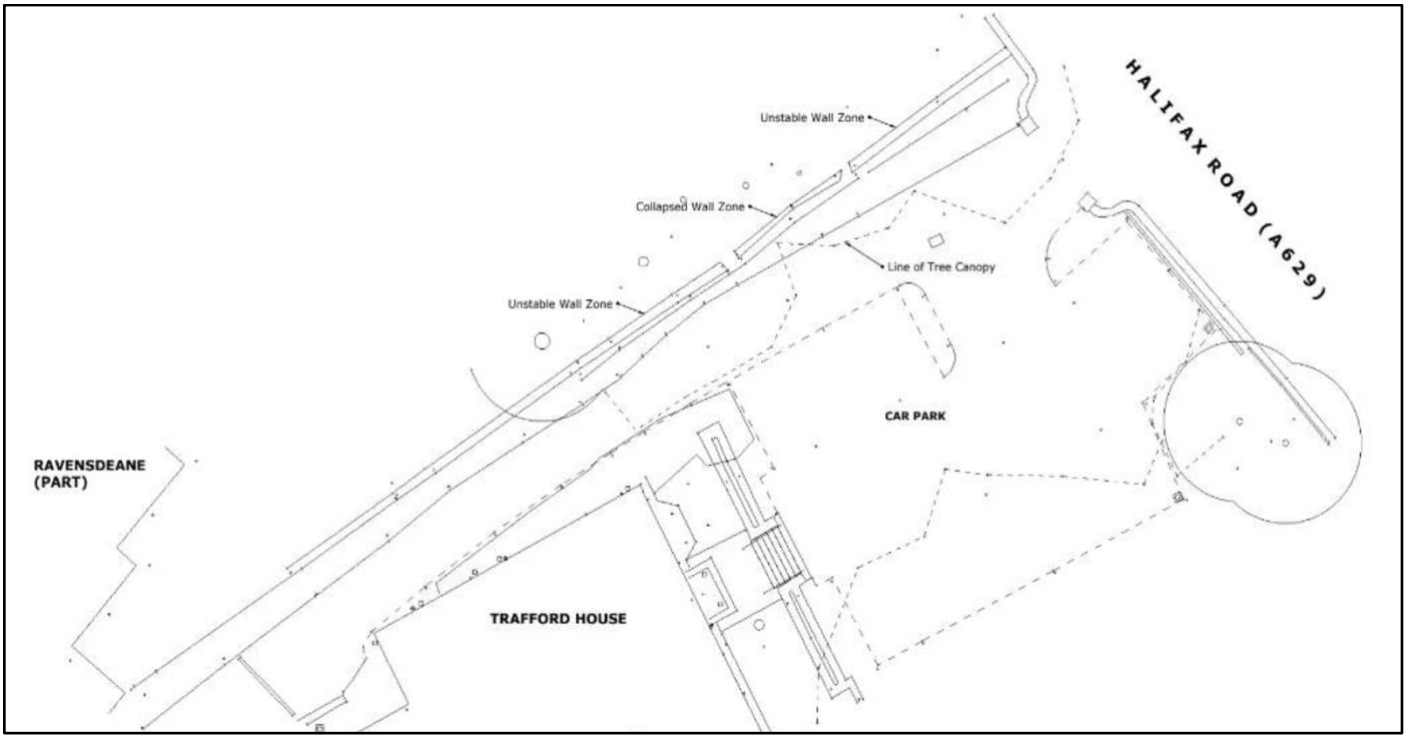 HALIFAX ROAD (A629)
Unstable Wall Zone
Collapsed Wall Zone
Line of Tree Canopy
Unstable Wall Zone
CAR PARK
RAVENSDEANE
(PART)
TRAFFORD HOUSE